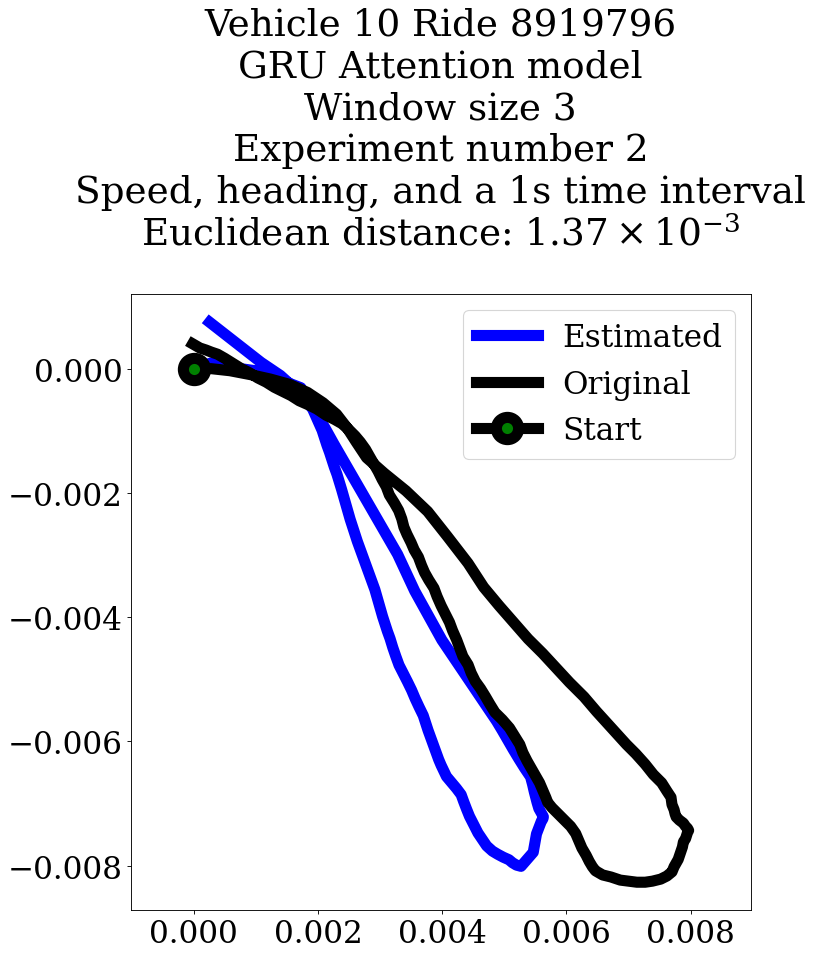 Vehicle 10 Ride 8919796
GRU Attention model
Window size 3
Experiment number 2
Speed, heading, and a 1s time interval
Euclidean distance: 1.37 × 10⁻³
Estimated
Original
Start
0.000
−0.002
−0.004
−0.006
−0.008
0.000 0.002 0.004 0.006 0.008